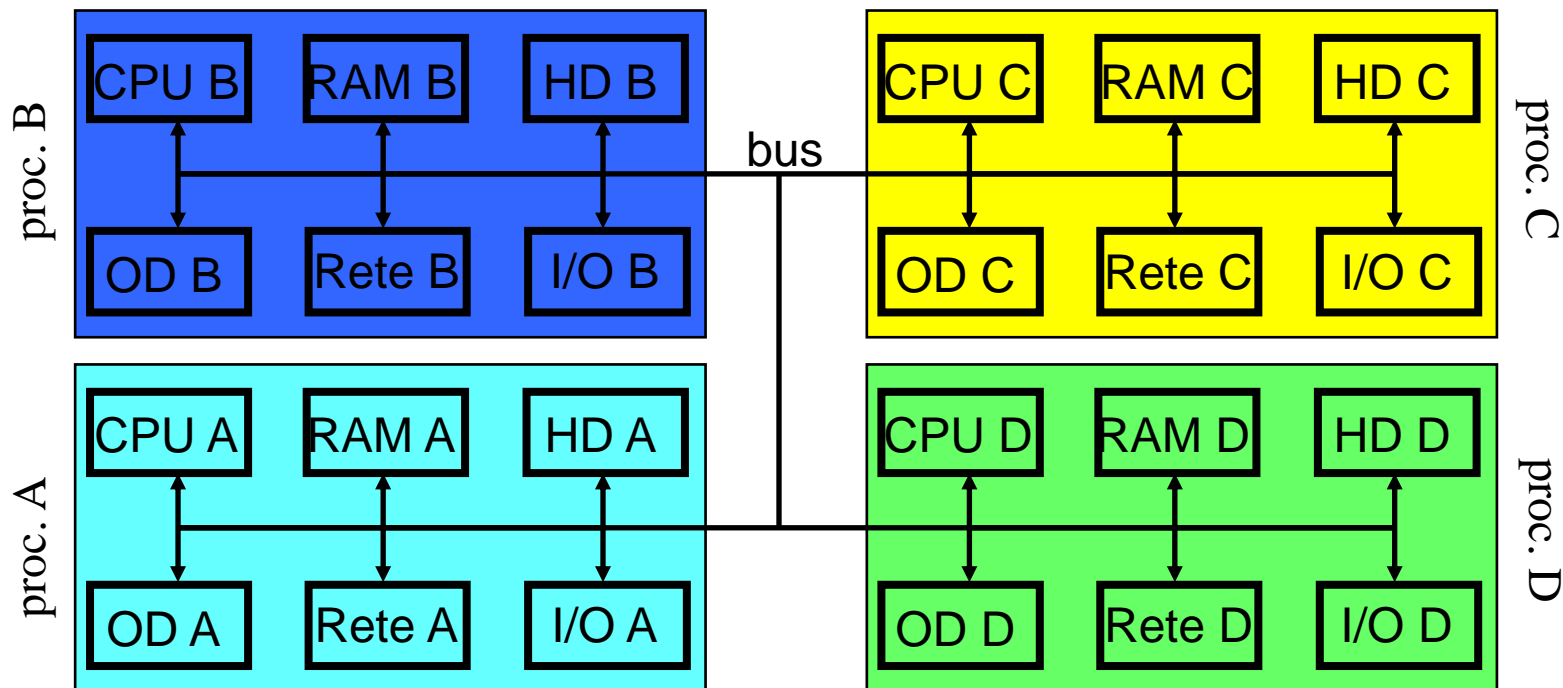 proc. B
CPU B
RAM B
HD B
OD B
Rete B
I/O B
bus
CPU C
RAM C
HD C
OD C
Rete C
I/O C
proc. C
proc. A
CPU A
RAM A
HD A
OD A
Rete A
I/O A
CPU D
RAM D
HD D
OD D
Rete D
I/O D
proc. D